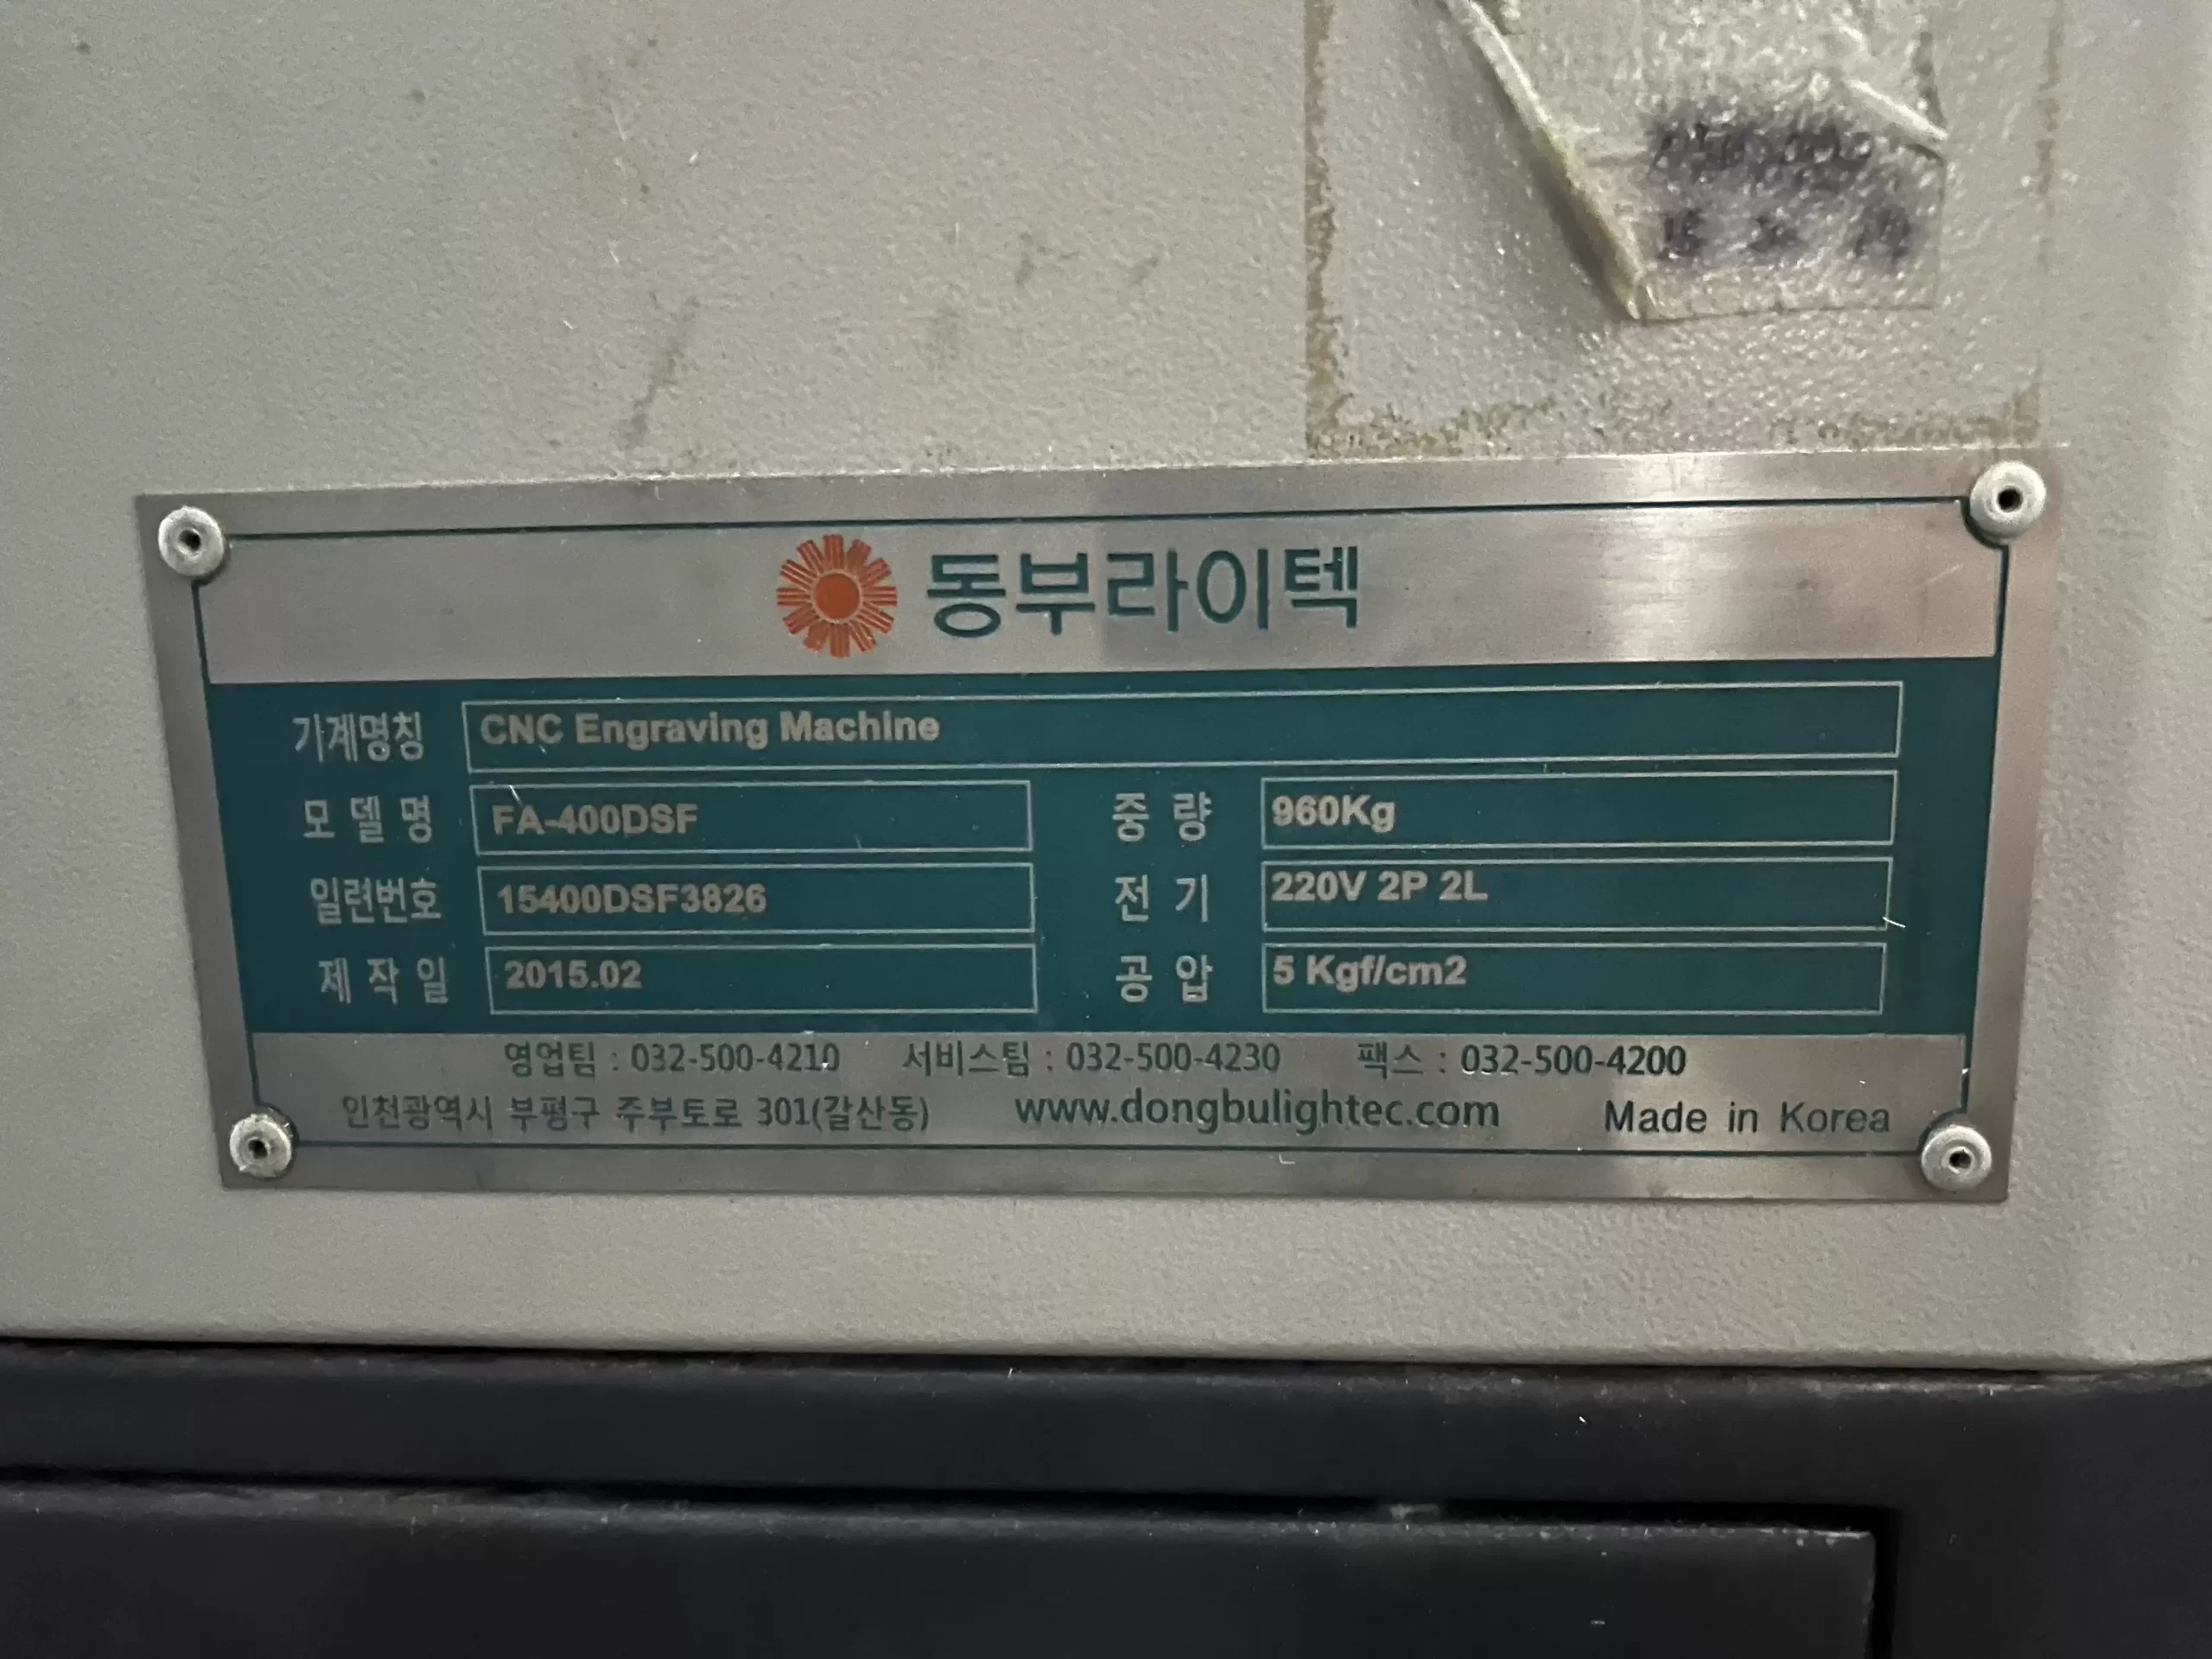 동부라이텍
기계명칭 CNC Engraving Machine
모델명 FA-400DSF 중량 960Kg
일련번호 15400DSF3826 전기 220V 2P 2L
제작일 2015.02 공압 5 Kgf/cm2
영업팀 : 032-500-4210 서비스팀 : 032-500-4230 팩스 : 032-500-4200
인천광역시 부평구 주부토로 301(갈산동) www.dongbulightec.com Made in Korea